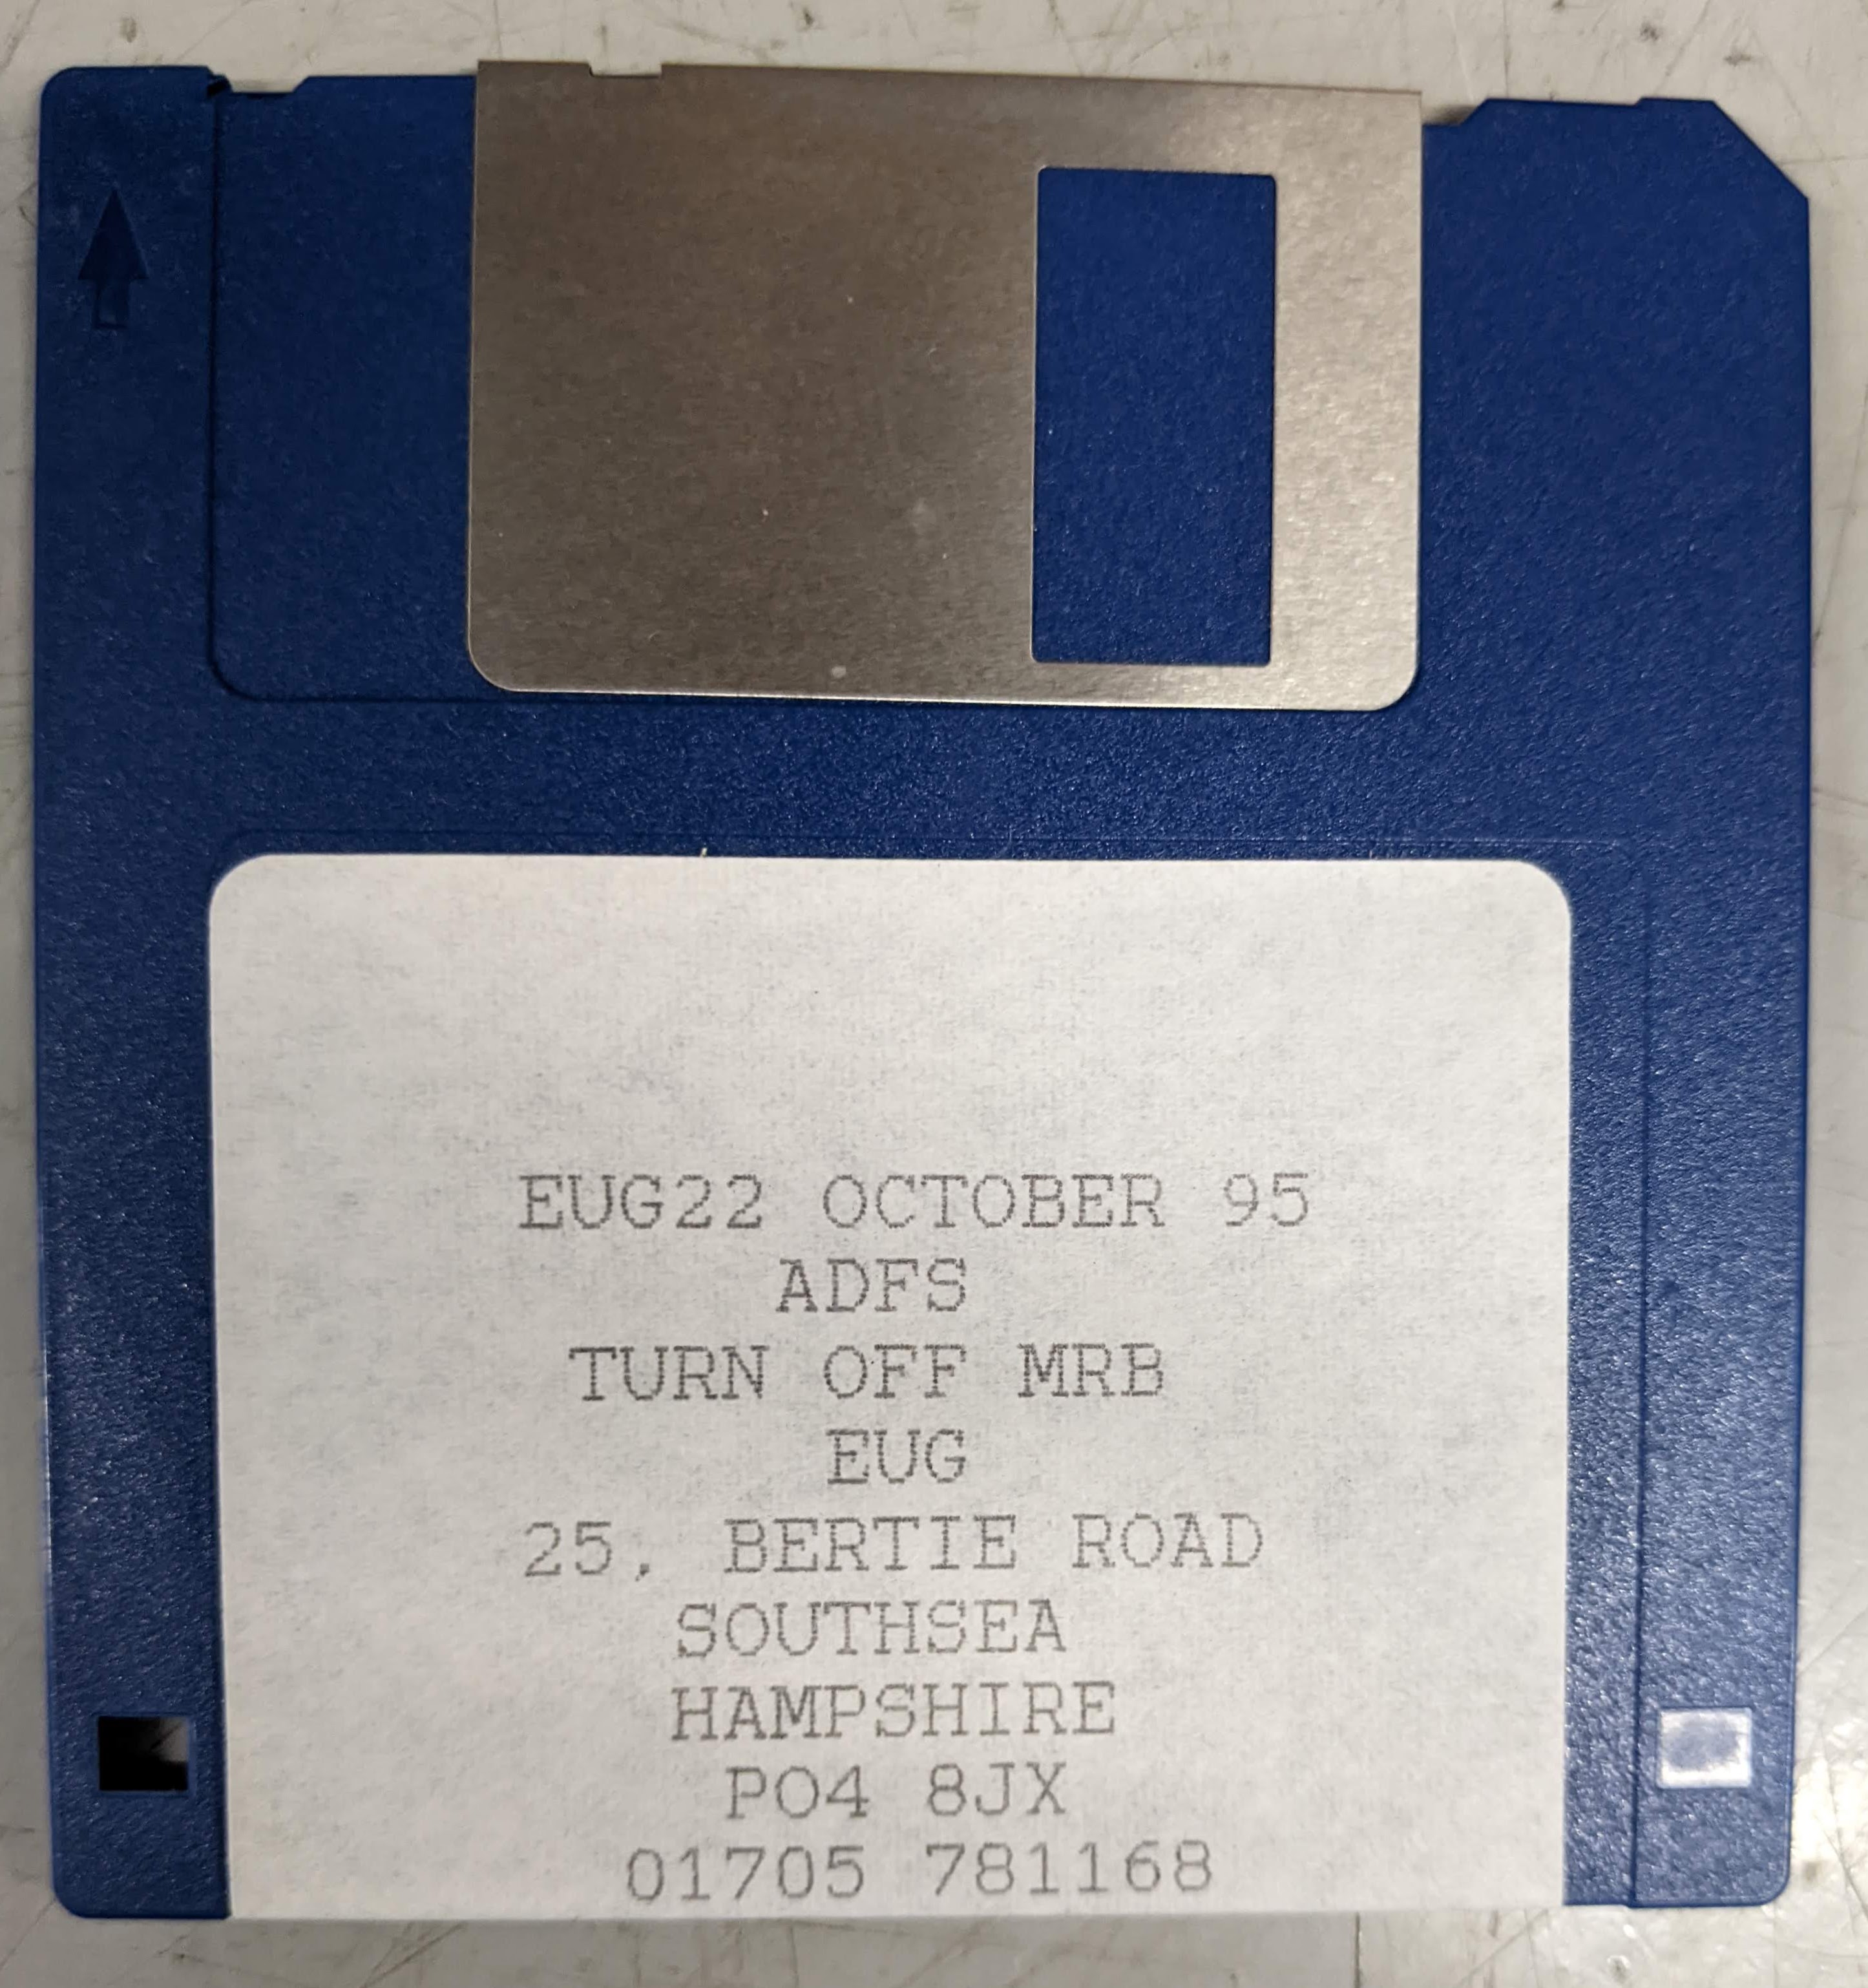 EUG22 OCTOBER 95
ADFS
TURN OFF MRB
EUG
25, BERTIE ROAD
SOUTHSEA
HAMPSHIRE
PO4 8JX
01705 781168